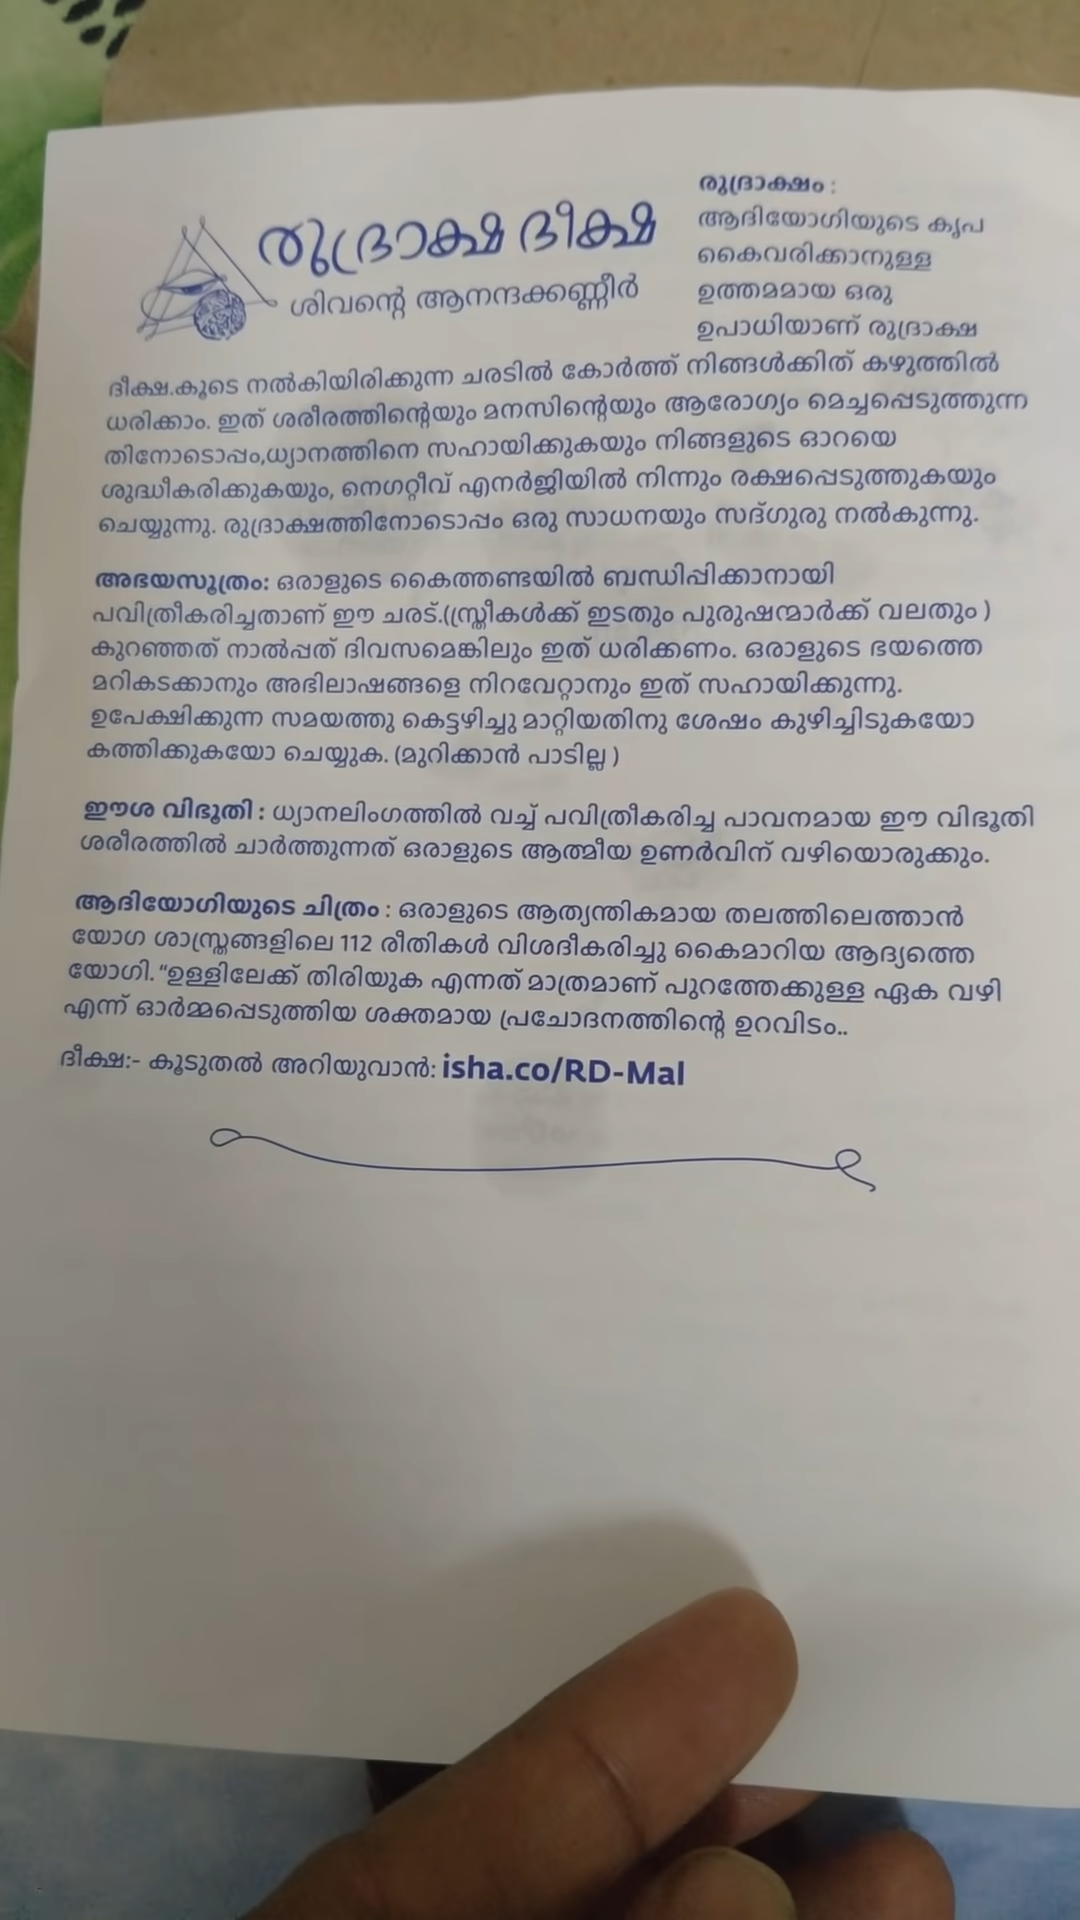 രുദ്രാക്ഷ ദീക്ഷ
ശിവന്റെ ആനന്ദക്കണ്ണീർ
രുദ്രാക്ഷം :
ആദിയോഗിയുടെ കൃപ
കൈവരിക്കാനുള്ള
ഉത്തമമായ ഒരു
ഉപാധിയാണ് രുദ്രാക്ഷ
ദീക്ഷ.കൂടെ നൽകിയിരിക്കുന്ന ചരടിൽ കോർത്ത് നിങ്ങൾക്കിത് കഴുത്തിൽ
ധരിക്കാം. ഇത് ശരീരത്തിന്റെയും മനസിന്റെയും ആരോഗ്യം മെച്ചപ്പെടുത്തുന്ന
തിനോടൊപ്പം,ധ്യാനത്തിനെ സഹായിക്കുകയും നിങ്ങളുടെ ഓറയെ
ശുദ്ധീകരിക്കുകയും, നെഗറ്റീവ് എനർജിയിൽ നിന്നും രക്ഷപ്പെടുത്തുകയും
ചെയ്യുന്നു. രുദ്രാക്ഷത്തിനോടൊപ്പം ഒരു സാധനയും സദ്ഗുരു നൽകുന്നു.
അഭയസൂത്രം: ഒരാളുടെ കൈത്തണ്ടയിൽ ബന്ധിപ്പിക്കാനായി
പവിത്രീകരിച്ചതാണ് ഈ ചരട്.(സ്ത്രീകൾക്ക് ഇടതും പുരുഷന്മാർക്ക് വലതും )
കുറഞ്ഞത് നാൽപ്പത് ദിവസമെങ്കിലും ഇത് ധരിക്കണം. ഒരാളുടെ ഭയത്തെ
മറികടക്കാനും അഭിലാഷങ്ങളെ നിറവേറ്റാനും ഇത് സഹായിക്കുന്നു.
ഉപേക്ഷിക്കുന്ന സമയത്തു കെട്ടഴിച്ചു മാറ്റിയതിനു ശേഷം കുഴിച്ചിടുകയോ
കത്തിക്കുകയോ ചെയ്യുക. (മുറിക്കാൻ പാടില്ല )
ഈശ വിഭൂതി : ധ്യാനലിംഗത്തിൽ വച്ച് പവിത്രീകരിച്ച പാവനമായ ഈ വിഭൂതി
ശരീരത്തിൽ ചാർത്തുന്നത് ഒരാളുടെ ആത്മീയ ഉണർവിന് വഴിയൊരുക്കും.
ആദിയോഗിയുടെ ചിത്രം : ഒരാളുടെ ആത്യന്തികമായ തലത്തിലെത്താൻ
യോഗ ശാസ്ത്രങ്ങളിലെ 112 രീതികൾ വിശദീകരിച്ചു കൈമാറിയ ആദ്യത്തെ
യോഗി. “ഉള്ളിലേക്ക് തിരിയുക എന്നത് മാത്രമാണ് പുറത്തേക്കുള്ള ഏക വഴി
എന്ന് ഓർമ്മപ്പെടുത്തിയ ശക്തമായ പ്രചോദനത്തിന്റെ ഉറവിടം..
ദീക്ഷ:- കൂടുതൽ അറിയുവാൻ: isha.co/RD-Mal